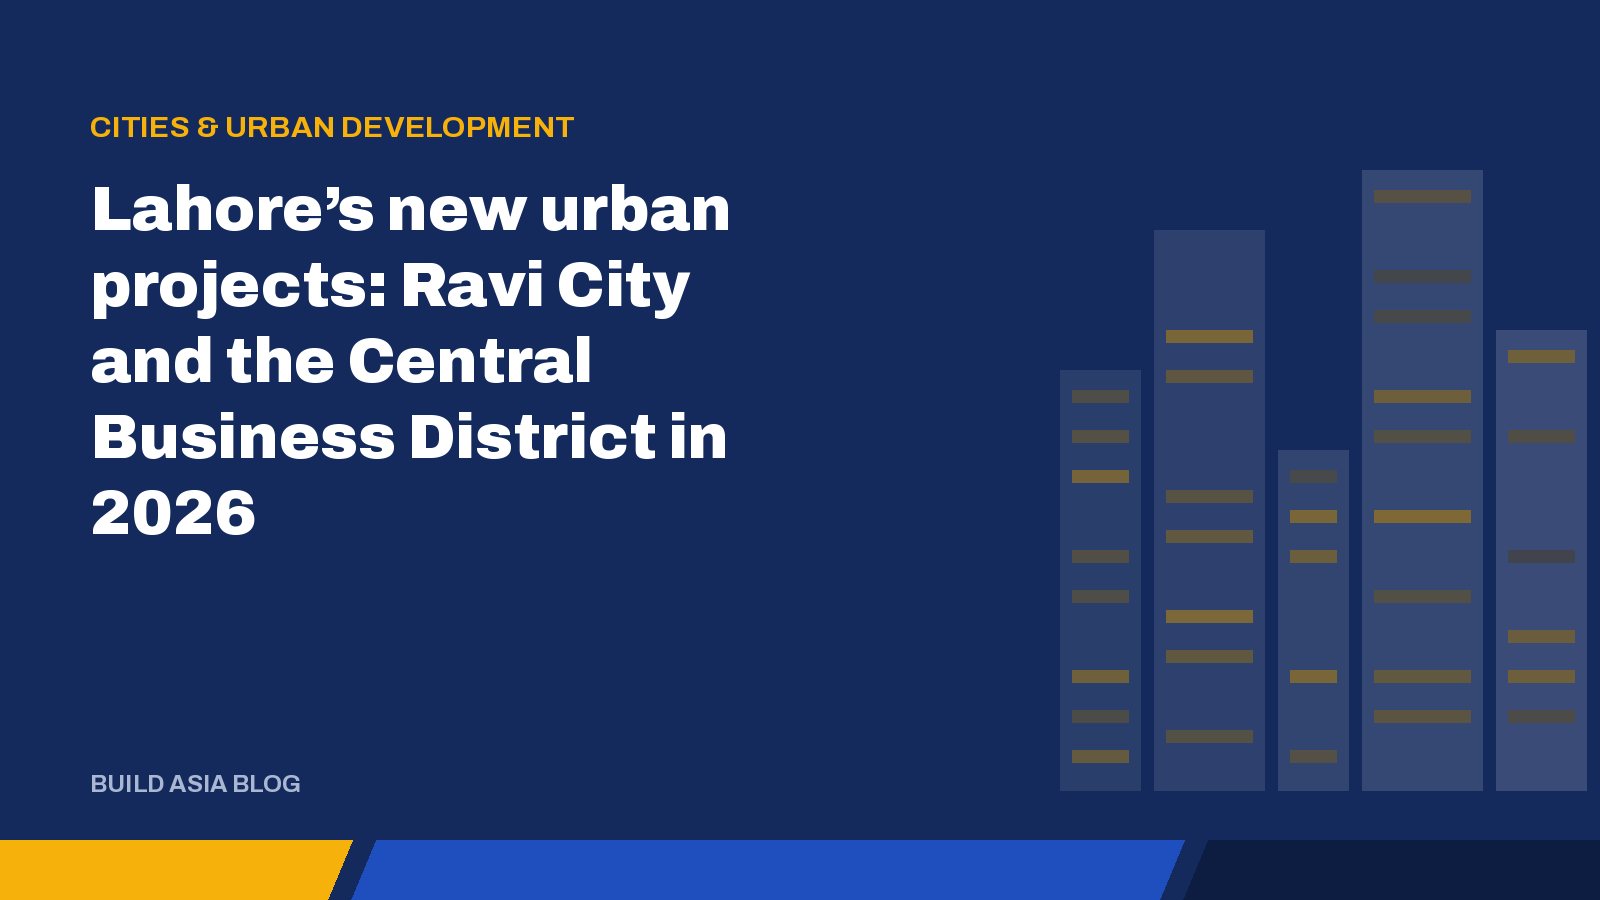 CITIES & URBAN DEVELOPMENT
Lahore’s new urban
projects: Ravi City
and the Central
Business District in
2026
BUILD ASIA BLOG